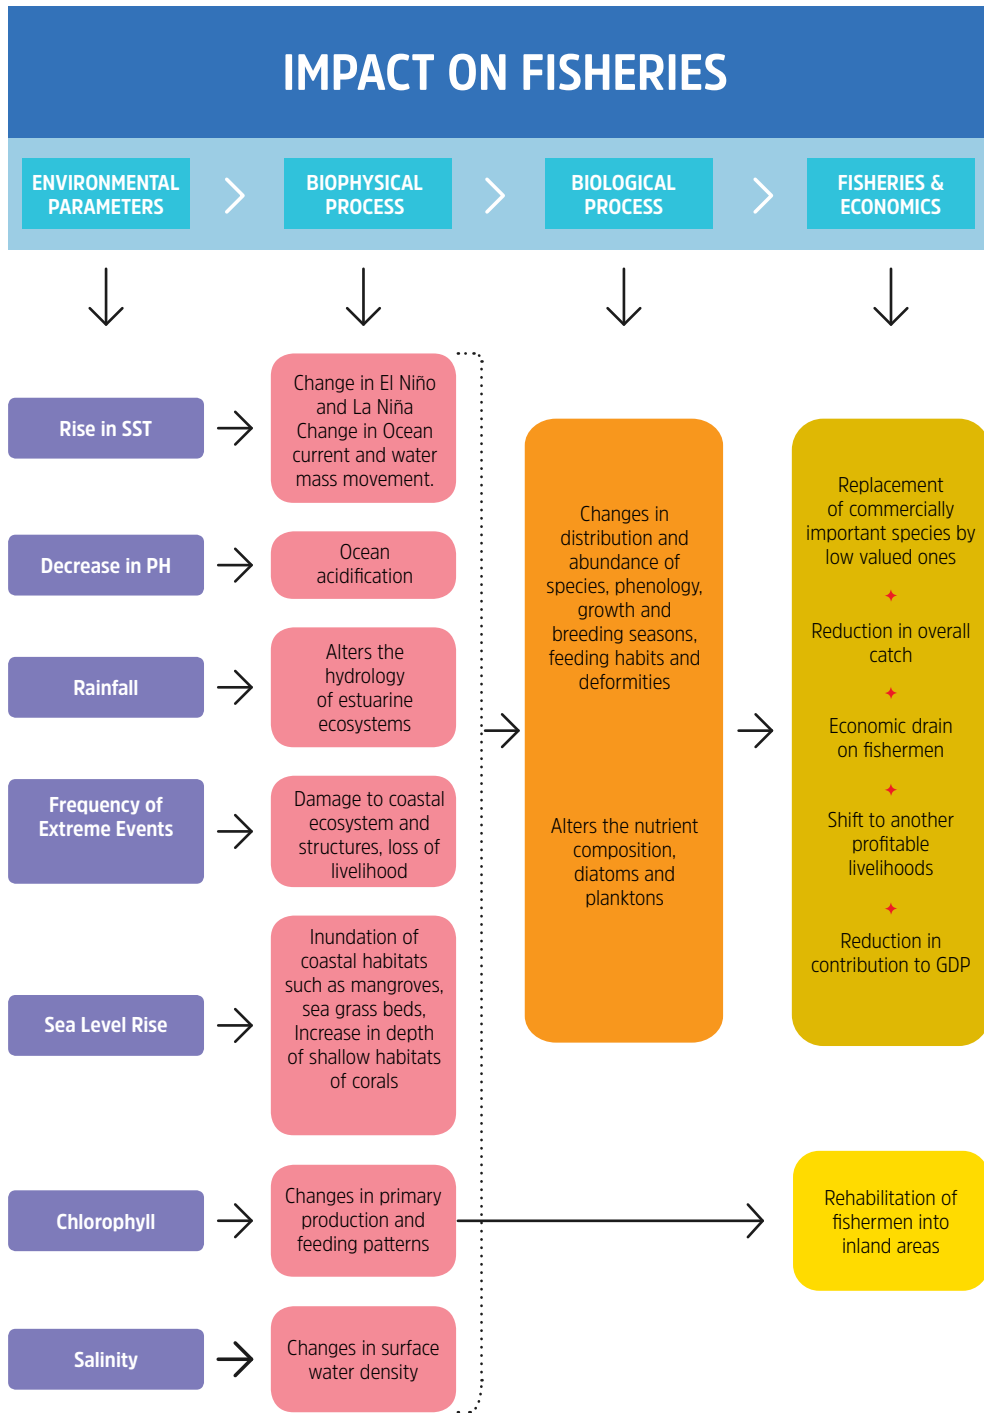 IMPACT ON FISHERIES
ENVIRONMENTAL
PARAMETERS
BIOPHYSICAL
PROCESS
BIOLOGICAL
PROCESS
FISHERIES &
ECONOMICS
Rise in SST
Change in El Niño
and La Niña
Change in Ocean
current and water
mass movement.
Decrease in PH
Ocean
acidification
Rainfall
Alters the
hydrology
of estuarine
ecosystems
Frequency of
Extreme Events
Damage to coastal
ecosystem and
structures, loss of
livelihood
Sea Level Rise
Inundation of
coastal habitats
such as mangroves,
sea grass beds,
Increase in depth
of shallow habitats
of corals
Chlorophyll
Changes in primary
production and
feeding patterns
Salinity
Changes in surface
water density
Changes in
distribution and
abundance of
species, phenology,
growth and
breeding seasons,
feeding habits and
deformities
Alters the nutrient
composition,
diatoms and
planktons
Replacement
of commercially
important species by
low valued ones
Reduction in overall
catch
Economic drain
on fishermen
Shift to another
profitable
livelihoods
Reduction in
contribution to GDP
Rehabilitation of
fishermen into
inland areas